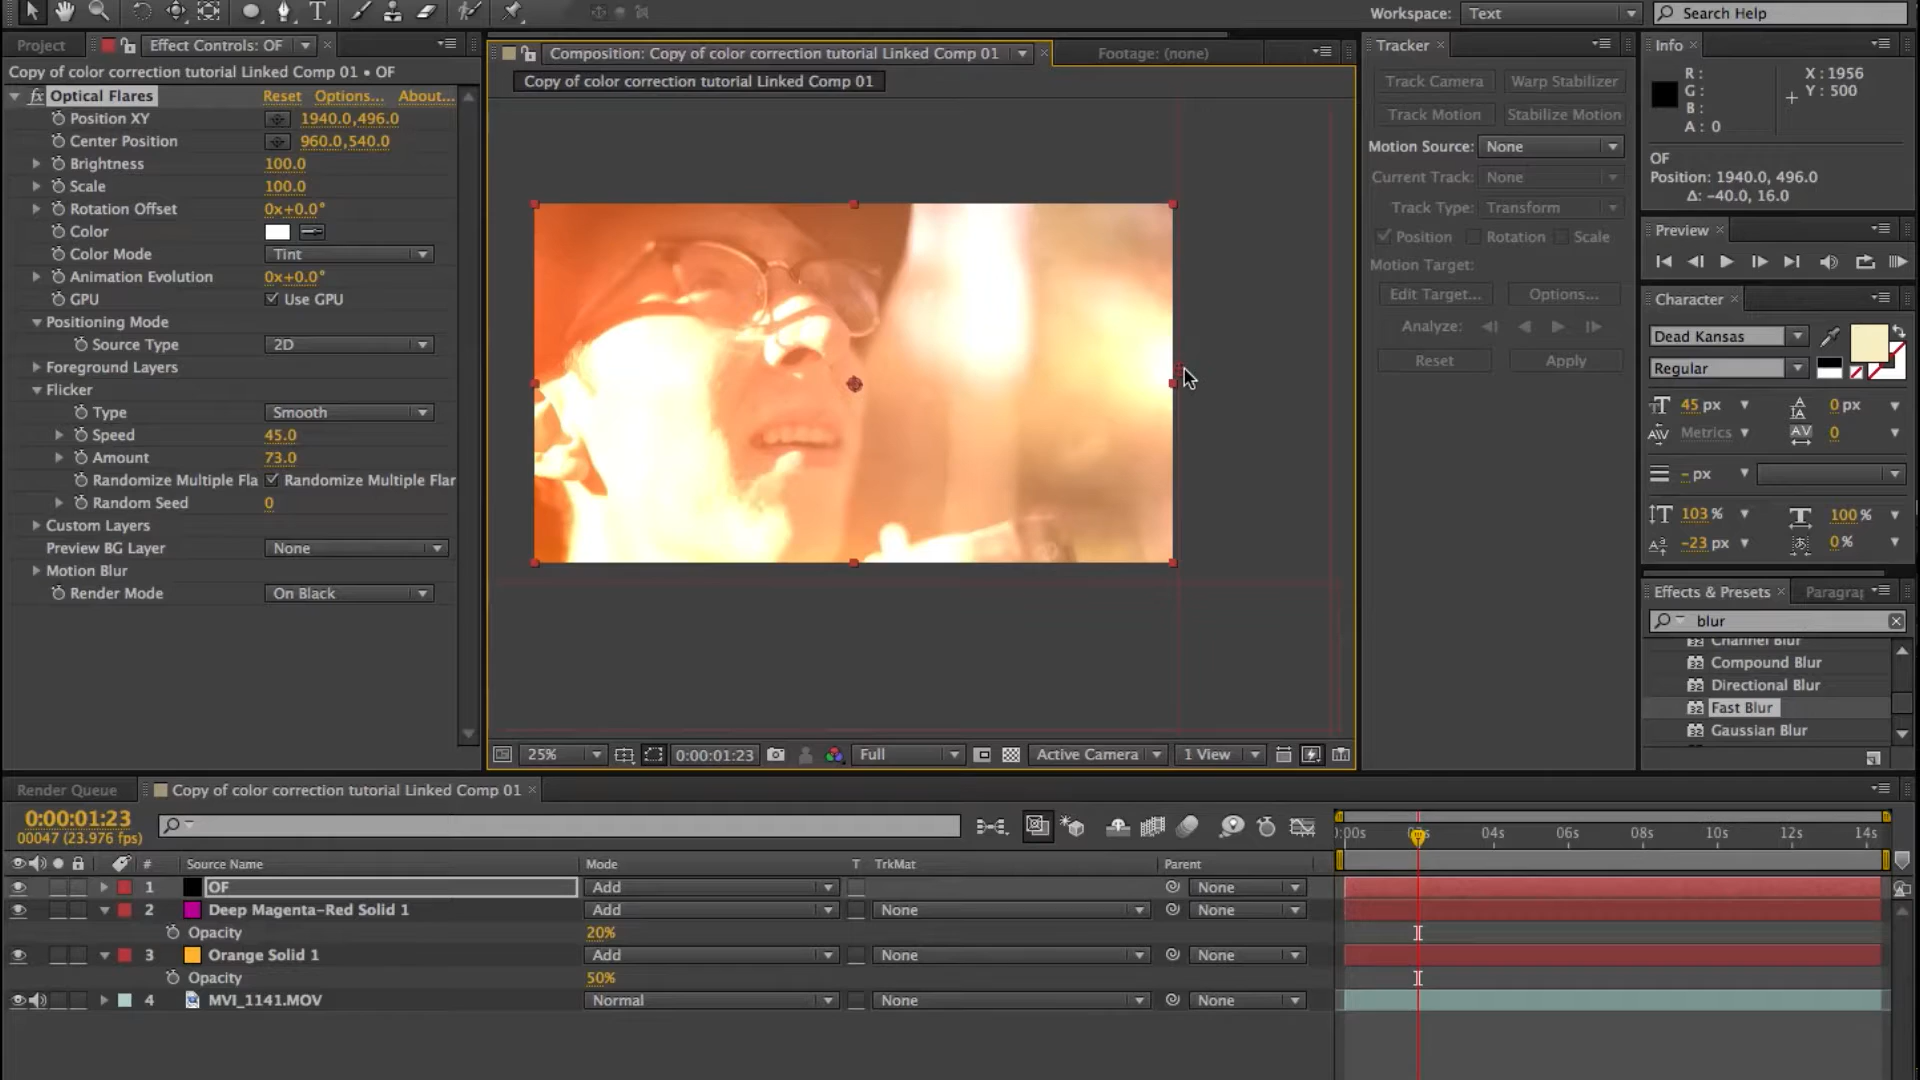 Workspace: Text Search Help
Project Effect Controls: OF
Copy of color correction tutorial Linked Comp 01 • OF
fx Optical Flares Reset Options... About...
Position XY 1940.0,496.0
Center Position 960.0,540.0
Brightness 100.0
Scale 100.0
Rotation Offset 0x+0.0°
Color
Color Mode Tint
Animation Evolution 0x+0.0°
GPU Use GPU
Positioning Mode
Source Type 2D
Foreground Layers
Flicker
Type Smooth
Speed 45.0
Amount 73.0
Randomize Multiple Fla Randomize Multiple Flar
Random Seed 0
Custom Layers
Preview BG Layer None
Motion Blur
Render Mode On Black
Composition: Copy of color correction tutorial Linked Comp 01 Footage: (none)
Copy of color correction tutorial Linked Comp 01
25% 0:00:01:23 Full Active Camera 1 View
Tracker
Track Camera Warp Stabilizer
Track Motion Stabilize Motion
Motion Source: None
Current Track: None
Track Type: Transform
Position Rotation Scale
Motion Target:
Edit Target... Options...
Analyze:
Reset Apply
Info
R: X: 1956
G: Y: 500
B:
A: 0
OF
Position: 1940.0, 496.0
Δ: -40.0, 16.0
Preview
Character
Dead Kansas
Regular
45 px 0 px
Metrics 0
- px
103 % 100 %
-23 px 0 %
Effects & Presets Paragrap
blur
Channel Blur
Compound Blur
Directional Blur
Fast Blur
Gaussian Blur
Render Queue Copy of color correction tutorial Linked Comp 01
0:00:01:23
00047 (23.976 fps)
:00s 04s 06s 08s 10s 12s 14s
# Source Name Mode T TrkMat Parent
1 OF Add None
2 Deep Magenta-Red Solid 1 Add None None
Opacity 20%
3 Orange Solid 1 Add None None
Opacity 50%
4 MVI_1141.MOV Normal None None